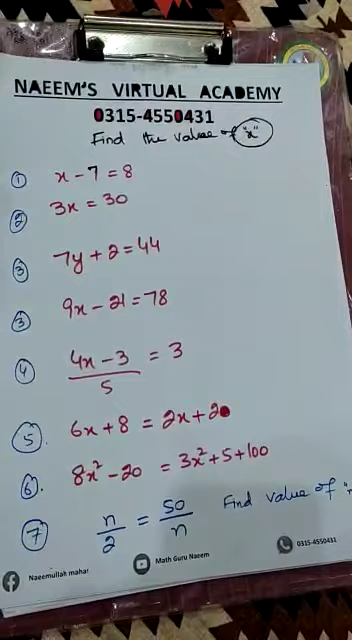 NAEEM'S VIRTUAL ACADEMY
0315-4550431
Find the value of "x"
① x - 7 = 8
② 3x = 30
③ 7y + 2 = 44
③ 9x - 21 = 78
④ 4x - 3 / 5 = 3
⑤. 6x + 8 = 2x + 20
⑥. 8x² - 20 = 3x² + 5 + 100
⑦ n/2 = 50/n Find value of "n
Naeemullah mahar
Math Guru Naeem
0315-4550431